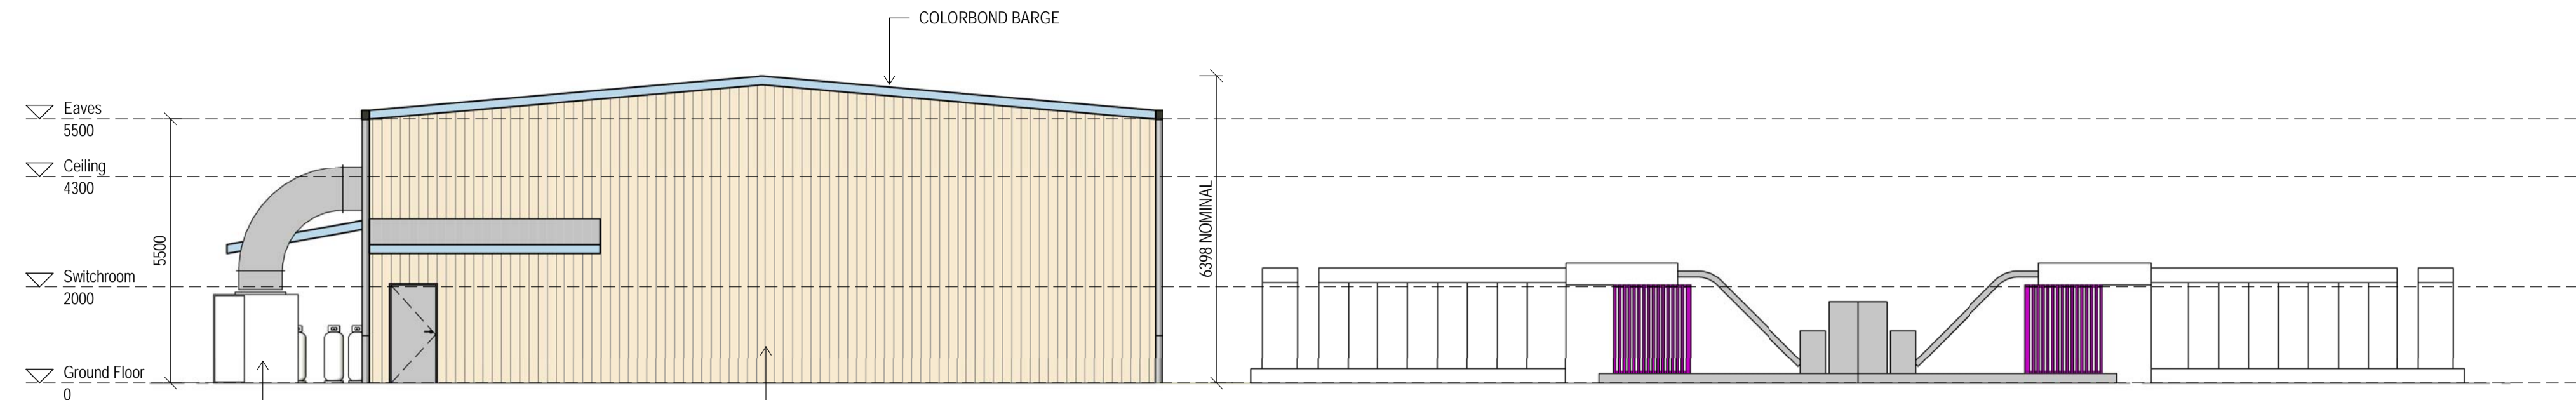 COLORBOND BARGE
Eaves
5500
Ceiling
4300
5500
6398 NOMINAL
Switchroom
2000
Ground Floor
0